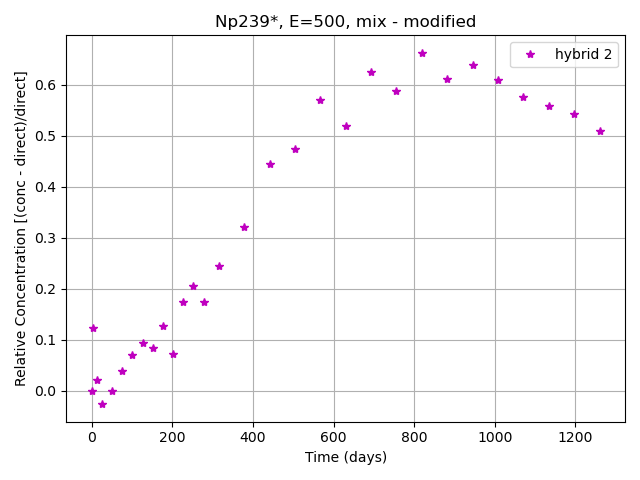 Np239*, E=500, mix - modified
hybrid 2
Relative Concentration [(conc - direct)/direct]
0.6
0.5
0.4
0.3
0.2
0.1
0.0
0 200 400 600 800 1000 1200
Time (days)